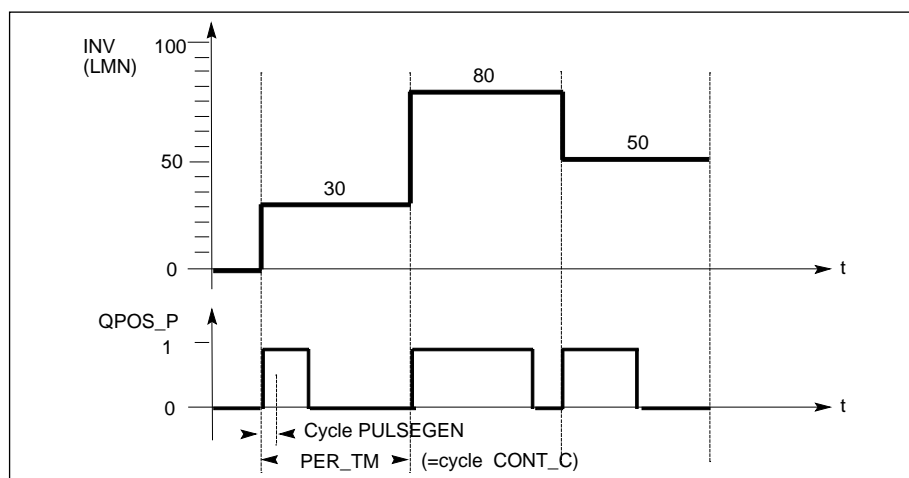 INV
(LMN)
100
80
50
50
30
0
t
QPOS_P
1
0
t
Cycle PULSEGEN
PER_TM (=cycle CONT_C)